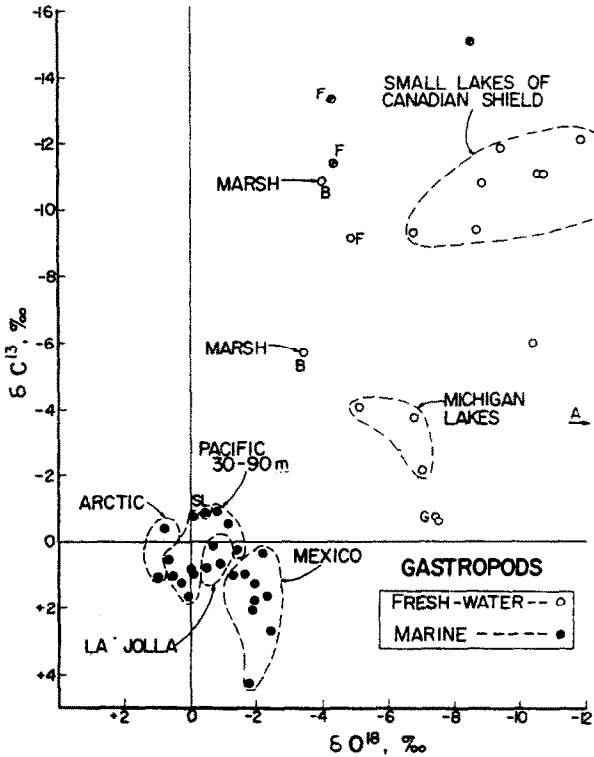 -16
-14
-12
-10
-8
-6
-4
-2
0
+2
+4
δ C¹³, ‰
F
F
SMALL LAKES OF
CANADIAN SHIELD
MARSH
B
F
MARSH
B
MICHIGAN
LAKES
A
PACIFIC
30-90 m
ARCTIC
SL
G
MEXICO
LA JOLLA
GASTROPODS
FRESH-WATER
MARINE
+2
0
-2
-4
-6
-8
-10
-12
δ O¹⁸, ‰